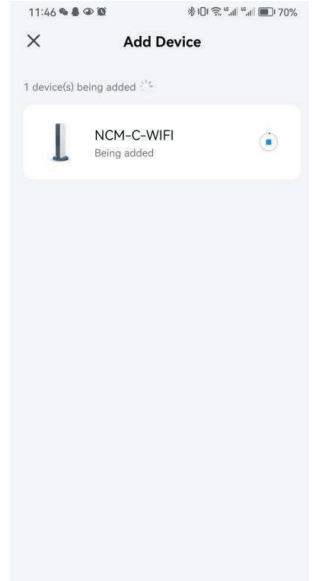 11:46 70%
Add Device
1 device(s) being added
NCM-C-WIFI
Being added